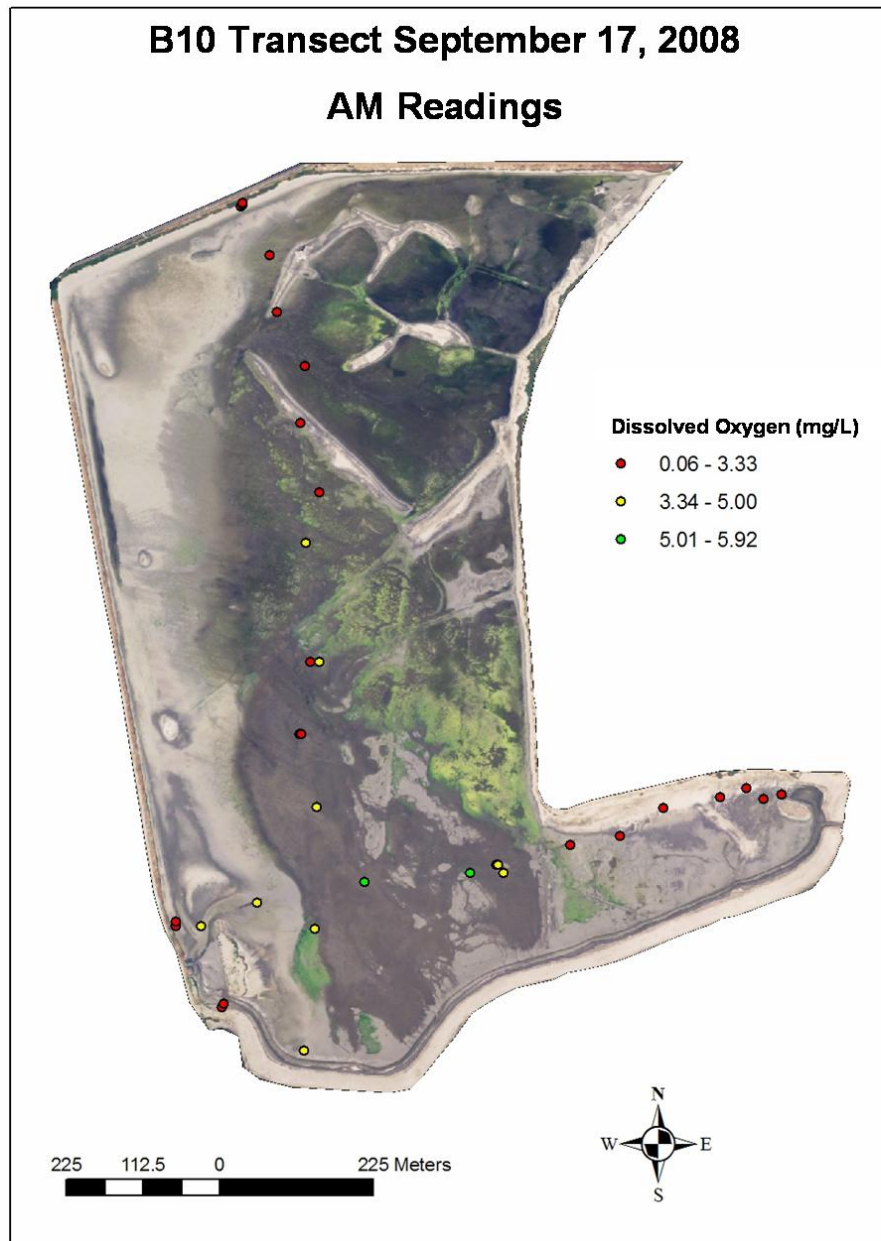 B10 Transect September 17, 2008
AM Readings
Dissolved Oxygen (mg/L)
0.06 - 3.33
3.34 - 5.00
5.01 - 5.92
N
W E
S
225 112.5 0 225 Meters